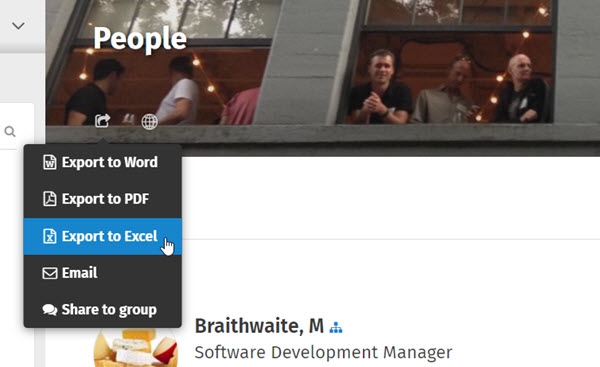 People
Export to Word
Export to PDF
Export to Excel
Email
Share to group
Braithwaite, M
Software Development Manager